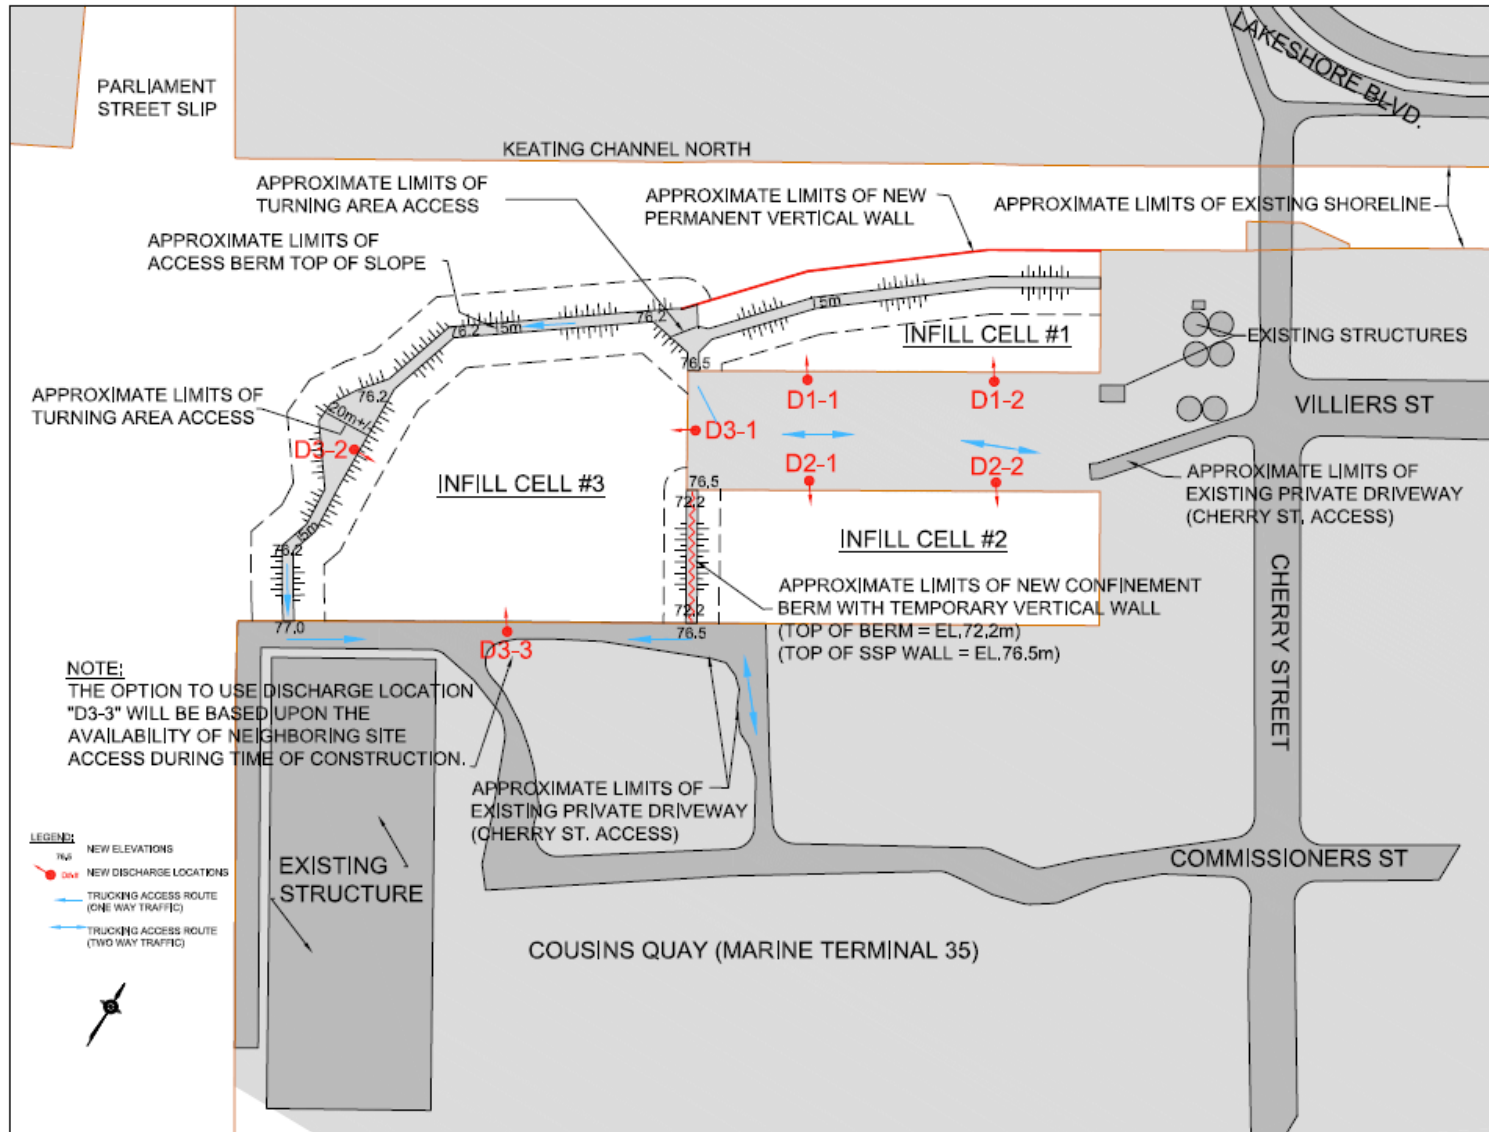 LAKESHORE BLVD.
PARLIAMENT
STREET SLIP
KEATING CHANNEL NORTH
APPROXIMATE LIMITS OF
TURNING AREA ACCESS
APPROXIMATE LIMITS OF NEW
PERMANENT VERTICAL WALL
APPROXIMATE LIMITS OF EXISTING SHORELINE
APPROXIMATE LIMITS OF
ACCESS BERM TOP OF SLOPE
76.2
5m
76.2
76.2
5m
INFILL CELL #1
EXISTING STRUCTURES
76.5
APPROXIMATE LIMITS OF
TURNING AREA ACCESS
76.2
20m+/-
D1-1
D1-2
VILLIERS ST
D3-1
D3-2
D2-1
D2-2
INFILL CELL #3
76.5
72.2
APPROXIMATE LIMITS OF
EXISTING PRIVATE DRIVEWAY
(CHERRY ST. ACCESS)
5m
76.2
INFILL CELL #2
CHERRY STREET
APPROXIMATE LIMITS OF NEW CONFINEMENT
BERM WITH TEMPORARY VERTICAL WALL
(TOP OF BERM = EL.72.2m)
(TOP OF SSP WALL = EL.76.5m)
72.2
76.5
77.0
D3-3
NOTE:
THE OPTION TO USE DISCHARGE LOCATION
"D3-3" WILL BE BASED UPON THE
AVAILABILITY OF NEIGHBORING SITE
ACCESS DURING TIME OF CONSTRUCTION.
APPROXIMATE LIMITS OF
EXISTING PRIVATE DRIVEWAY
(CHERRY ST. ACCESS)
LEGEND:
76.5
NEW ELEVATIONS
NEW DISCHARGE LOCATIONS
TRUCKING ACCESS ROUTE
(ONE WAY TRAFFIC)
TRUCKING ACCESS ROUTE
(TWO WAY TRAFFIC)
EXISTING
STRUCTURE
COMMISSIONERS ST
COUSINS QUAY (MARINE TERMINAL 35)